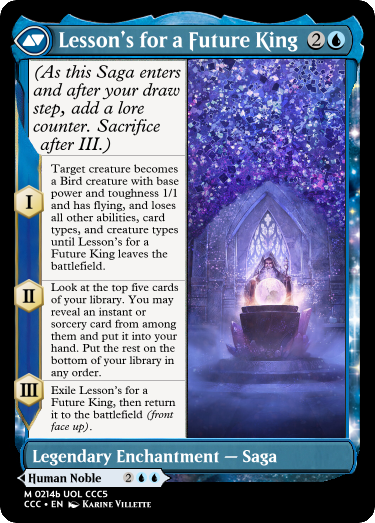 Lesson's for a Future King 2
(As this Saga enters
and after your draw
step, add a lore
counter. Sacrifice
after III.)
I
Target creature becomes
a Bird creature with base
power and toughness 1/1
and has flying, and loses
all other abilities, card
types, and creature types
until Lesson's for a
Future King leaves the
battlefield.
II
Look at the top five cards
of your library. You may
reveal an instant or
sorcery card from among
them and put it into your
hand. Put the rest on the
bottom of your library in
any order.
III
Exile Lesson's for a
Future King, then return
it to the battlefield (front
face up).
Legendary Enchantment — Saga
Human Noble 2
M 0214b UOL CCC5
CCC • EN Karine Villette